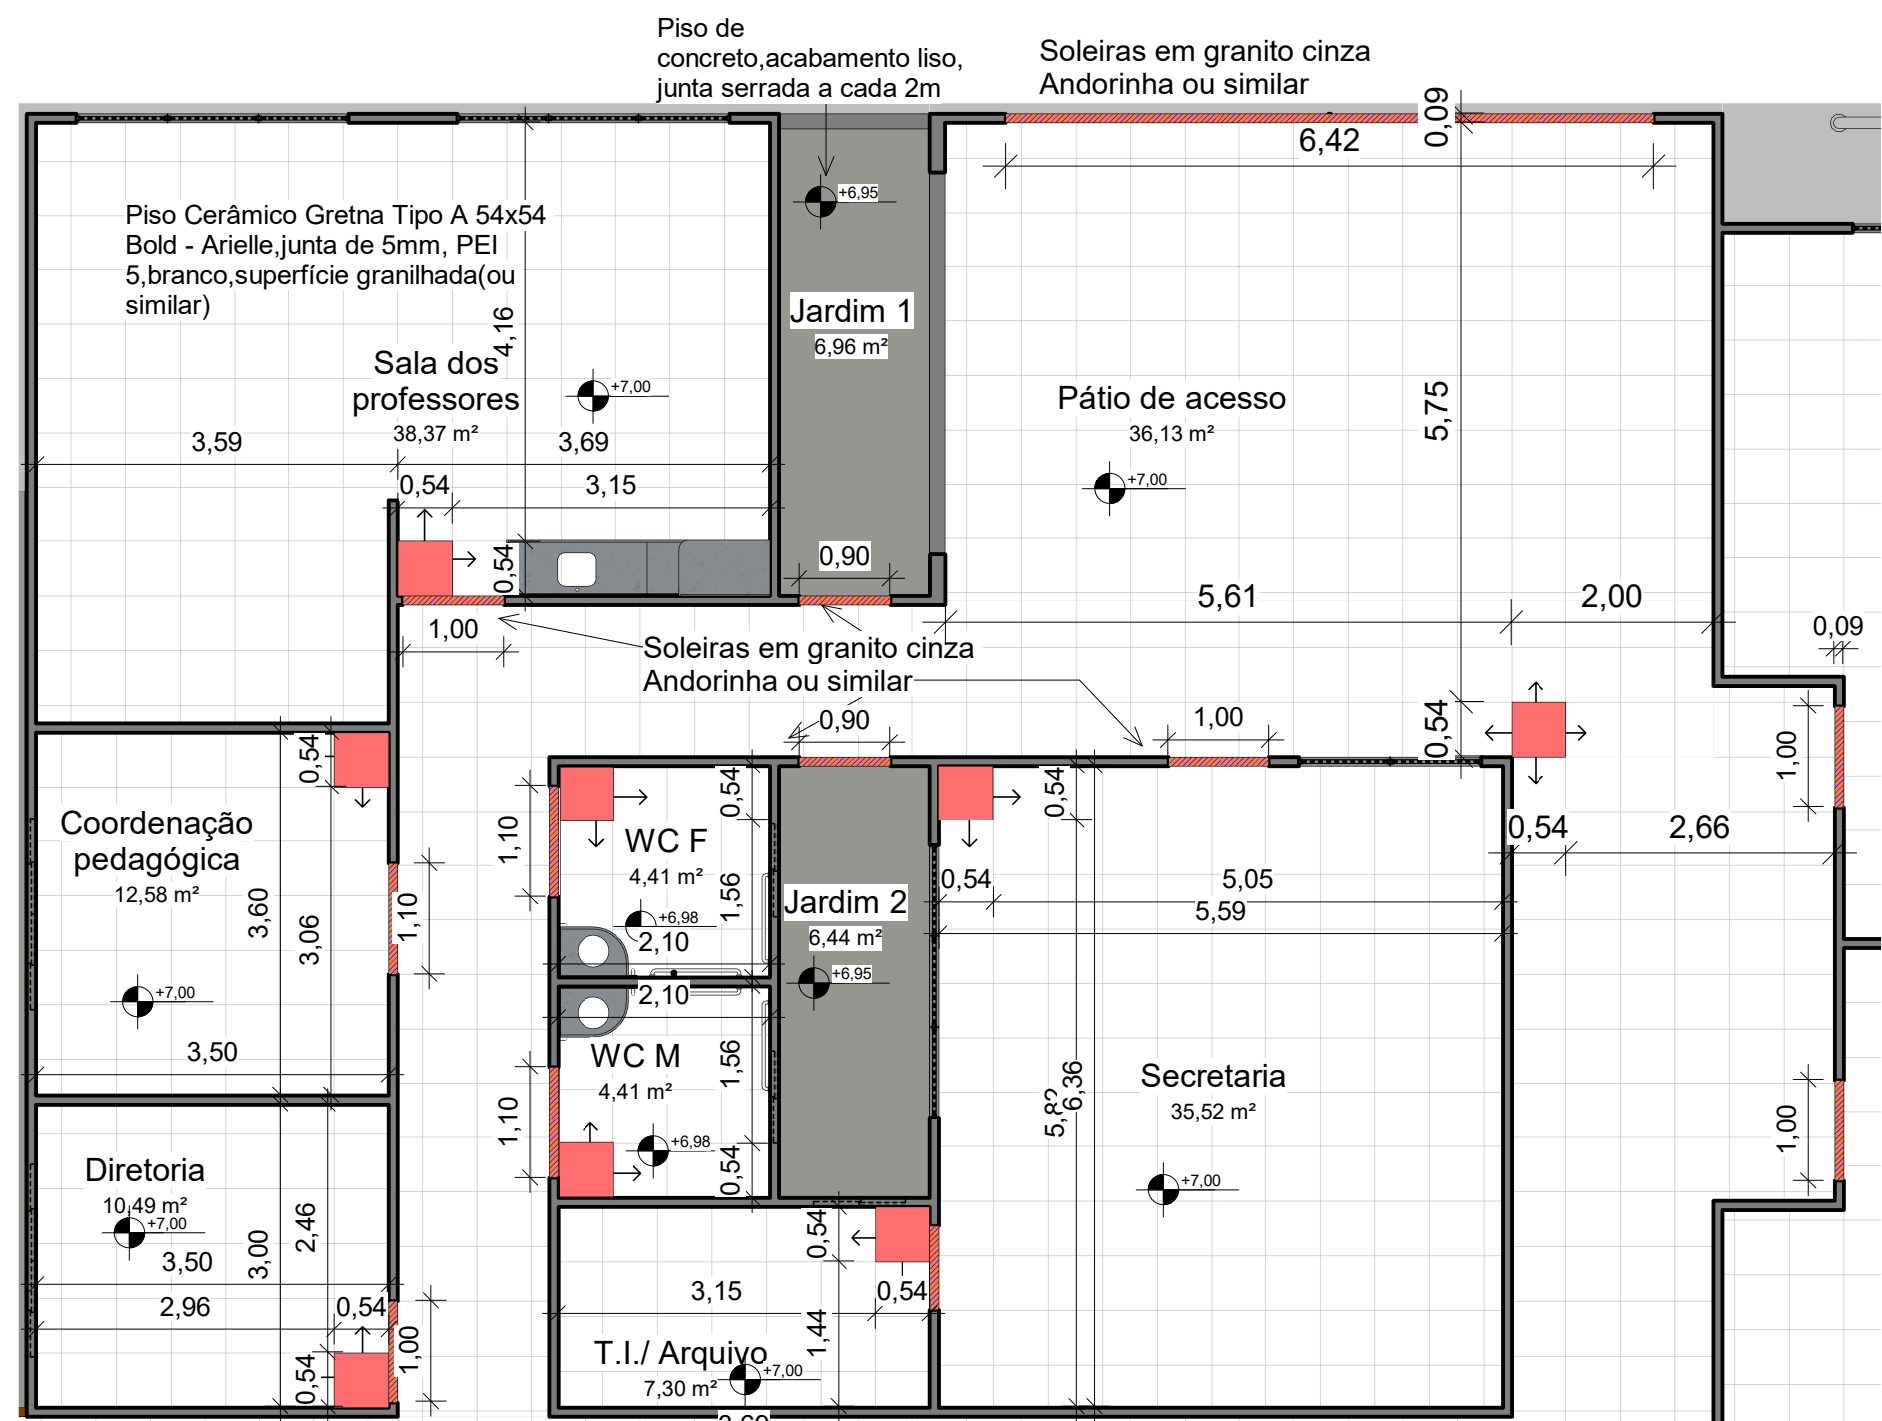 Piso de
concreto,acabamento liso,
junta serrada a cada 2m
Soleiras em granito cinza
Andorinha ou similar
0,09
6,42
+6,95
Piso Cerâmico Gretna Tipo A 54x54
Bold - Arielle,junta de 5mm, PEI
5,branco,superfície granilhada(ou
similar)
4,16
Jardim 1
6,96 m²
Sala dos
professores
38,37 m²
+7,00
Pátio de acesso
36,13 m²
5,75
+7,00
3,59
3,69
0,54
3,15
0,54
0,90
5,61
2,00
1,00
0,09
Soleiras em granito cinza
Andorinha ou similar
0,90
1,00
0,54
0,54
0,54
0,54
1,00
Coordenação
pedagógica
12,58 m²
1,10
WC F
4,41 m²
0,54
2,66
3,60
3,06
1,10
1,56
Jardim 2
6,44 m²
0,54
5,05
5,59
+6,98
2,10
+7,00
+6,95
2,10
3,50
WC M
4,41 m²
1,56
1,10
5,82
6,36
Secretaria
35,52 m²
1,00
+6,98
0,54
Diretoria
10,49 m²
+7,00
+7,00
3,50
3,00
2,46
0,54
2,96
0,54
3,15
0,54
1,00
0,54
1,44
T.I./ Arquivo
7,30 m²
+7,00